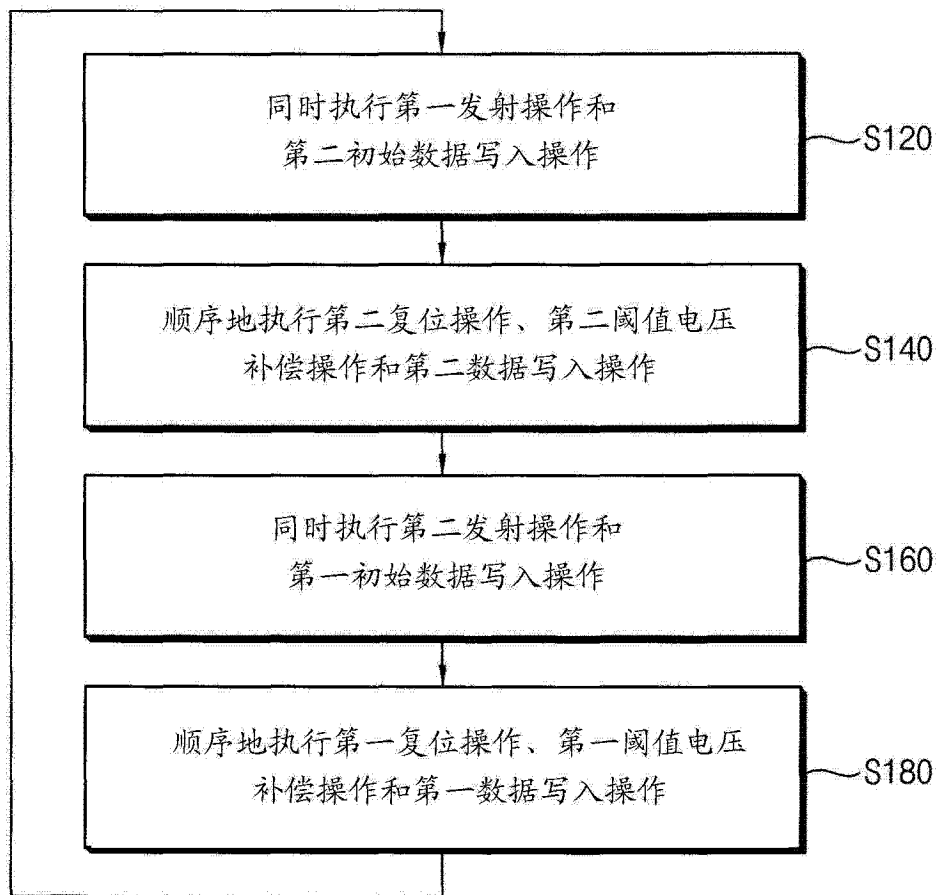 同时执行第一发射操作和
第二初始数据写入操作
S120
顺序地执行第二复位操作、第二阈值电压
补偿操作和第二数据写入操作
S140
同时执行第二发射操作和
第一初始数据写入操作
S160
顺序地执行第一复位操作、第一阈值电压
补偿操作和第一数据写入操作
S180